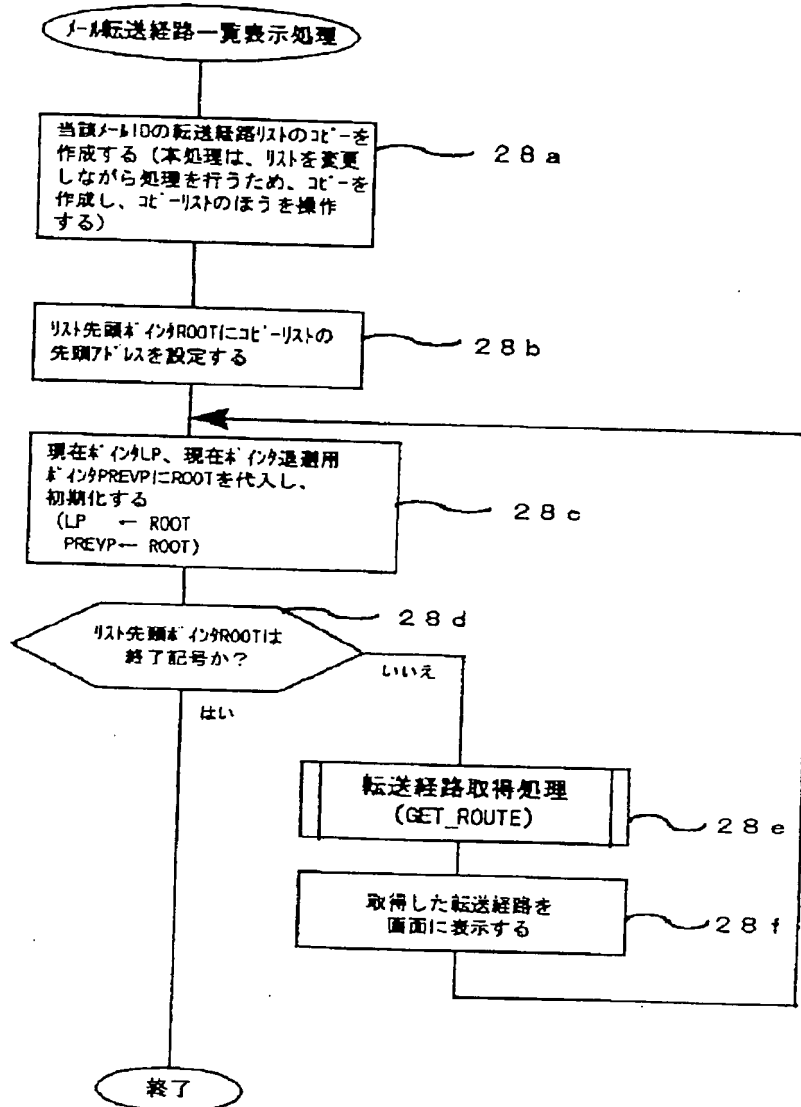 ﾒｰﾙ転送経路一覧表示処理
当該ﾒｰﾙIDの転送経路ﾘｽﾄのｺﾋﾟｰを
作成する（本処理は、ﾘｽﾄを変更
しながら処理を行うため、ｺﾋﾟｰを
作成し、ｺﾋﾟｰﾘｽﾄのほうを操作
する）
28a
ﾘｽﾄ先頭ﾎﾟｲﾝﾀROOTにｺﾋﾟｰﾘｽﾄの
先頭ｱﾄﾞﾚｽを設定する
28b
現在ﾎﾟｲﾝﾀLP、現在ﾎﾟｲﾝﾀ退避用
ﾎﾟｲﾝﾀPREVPにROOTを代入し、
初期化する
(LP ← ROOT
PREVP← ROOT)
28c
28d
ﾘｽﾄ先頭ﾎﾟｲﾝﾀROOTは
終了記号か？
いいえ
はい
転送経路取得処理
(GET_ROUTE)
28e
取得した転送経路を
画面に表示する
28f
終了